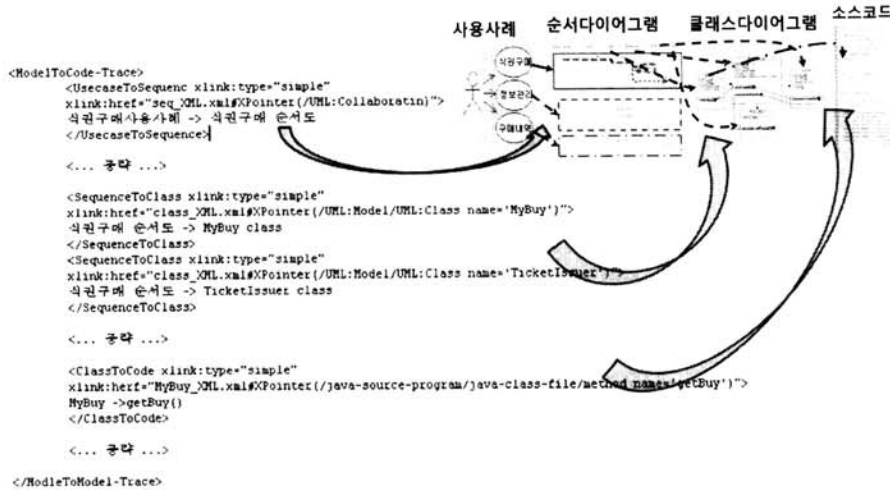 사용사례 순서다이어그램 클래스다이어그램 소스코드
식권구매
정보관리
구매내역
<ModelToCode-Trace>
<UsecaseToSequenc xlink:type="simple"
xlink:href="seq_XML.xml#XPointer(/UML:Collaboratin)">
식권구매사용사례 -> 식권구매 순서도
</UsecaseToSequence>
<... 중략 ...>
<SequenceToClass xlink:type="simple"
xlink:href="class_XML.xml#XPointer(/UML:Model/UML:Class name='MyBuy')">
식권구매 순서도 -> MyBuy class
</SequenceToClass>
<SequenceToClass xlink:type="simple"
xlink:href="class_XML.xml#XPointer(/UML:Model/UML:Class name='TicketIssuer')">
식권구매 순서도 -> TicketIssuer class
</SequenceToClass>
<... 중략 ...>
<ClassToCode xlink:type="simple"
xlink:herf="MyBuy_XML.xml#XPointer(/java-source-program/java-class-file/method name='getBuy')">
MyBuy ->getBuy()
</ClassToCode>
<... 중략 ...>
</ModleToModel-Trace>